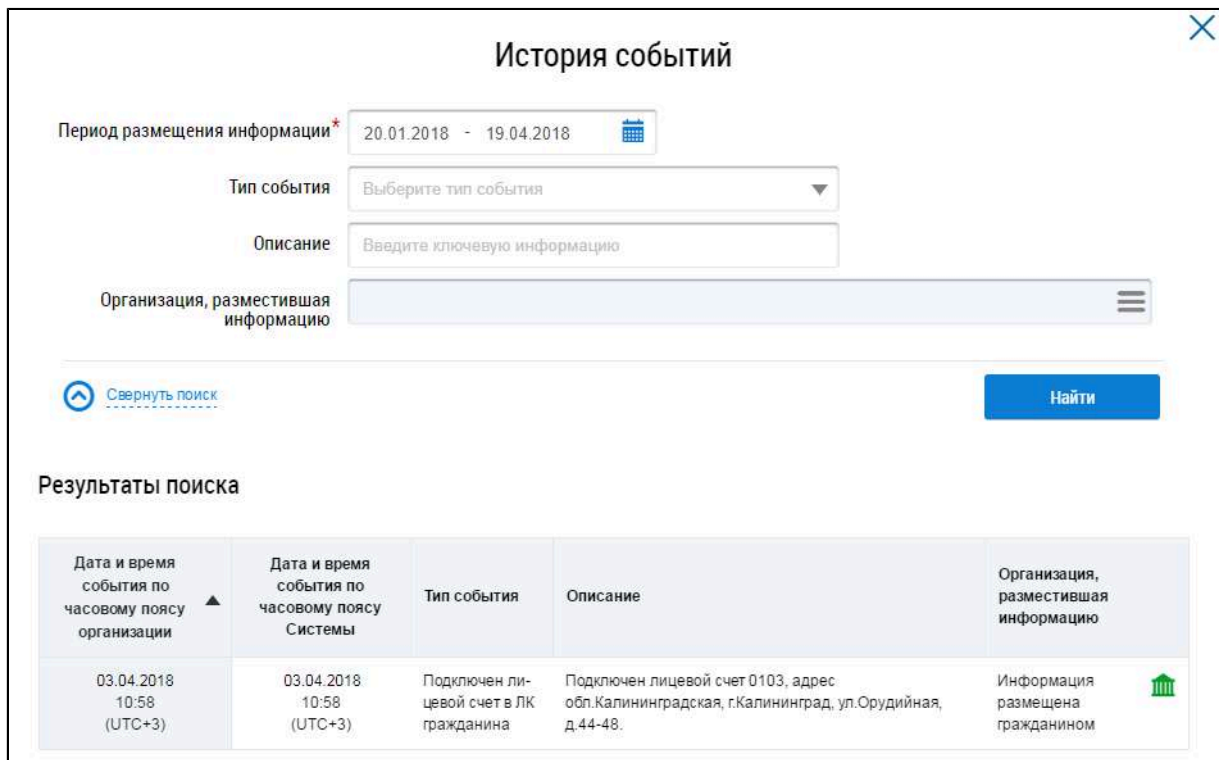 История событий
Период размещения информации*
20.01.2018 - 19.04.2018
Тип события
Выберите тип события
Описание
Введите ключевую информацию
Организация, разместившая
информацию
Свернуть поиск
Найти
Результаты поиска
Дата и время
события по
часовому поясу
организации
Дата и время
события по
часовому поясу
Системы
Тип события
Описание
Организация,
разместившая
информацию
03.04.2018
10:58
(UTC+3)
03.04.2018
10:58
(UTC+3)
Подключен ли-
цевой счет в ЛК
гражданина
Подключен лицевой счет 0103, адрес
обл.Калининградская, г.Калининград, ул.Орудийная,
д.44-48.
Информация
размещена
гражданином